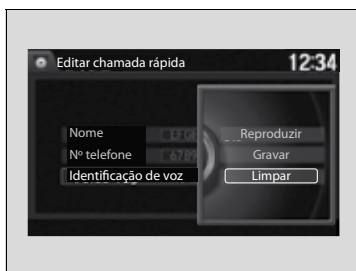 Editar chamada rápida
12:34
Nome
Nº telefone
Identificação de voz
Reproduzir
Gravar
Limpar